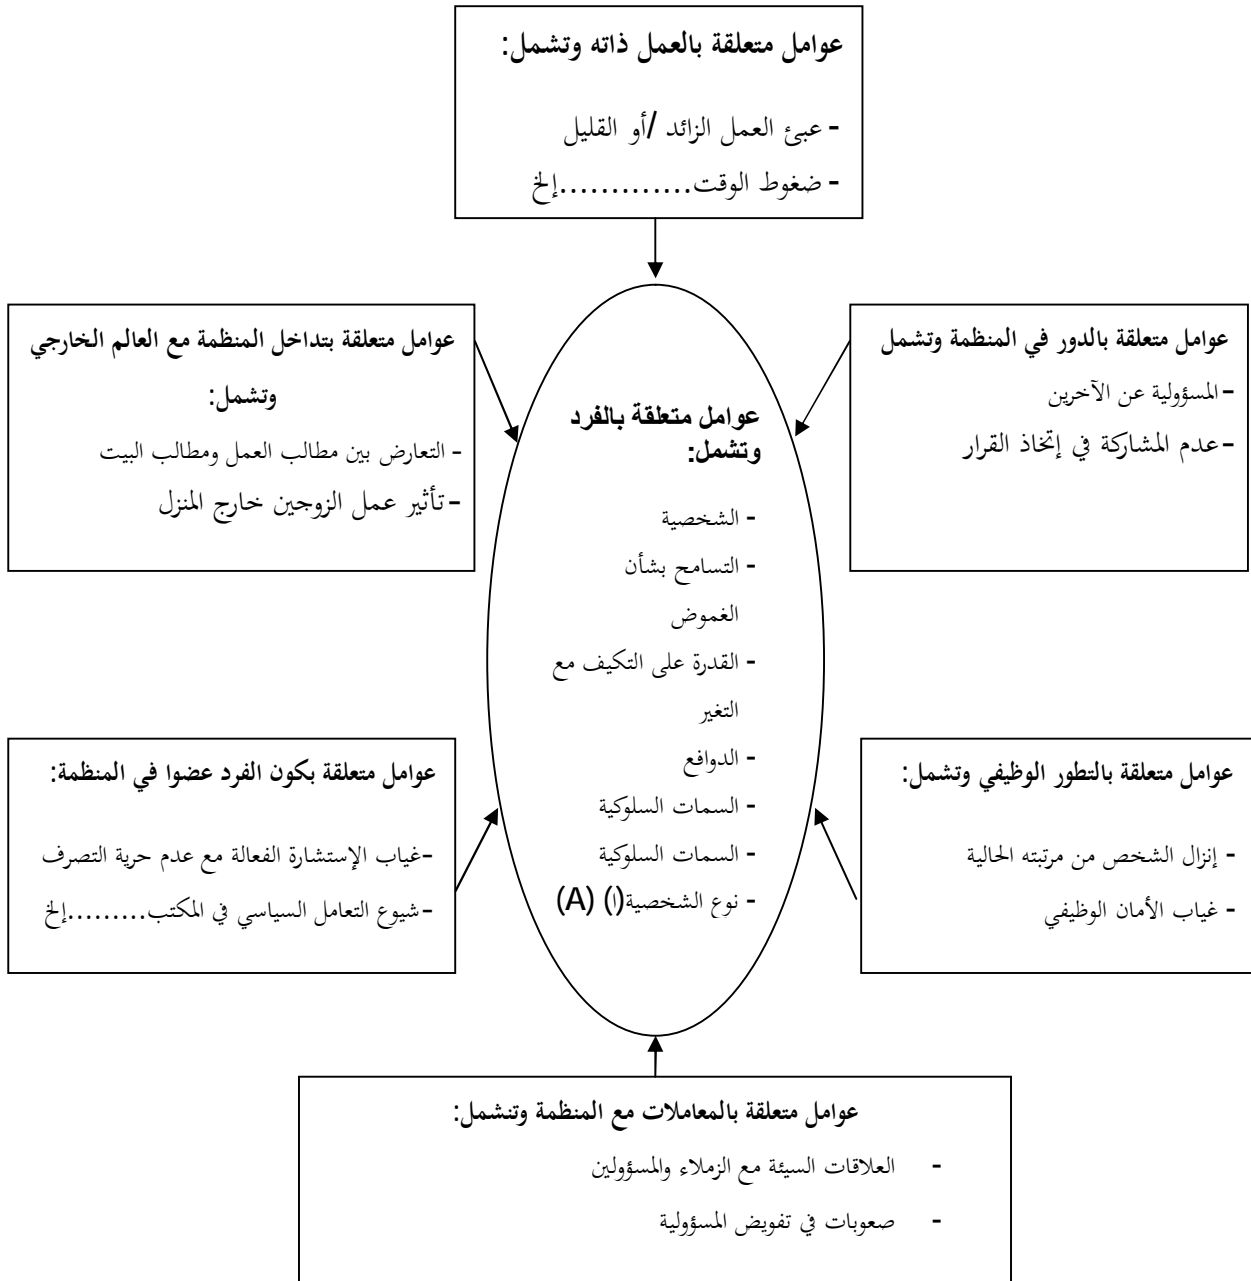 عوامل متعلقة بالعمل ذاته وتشمل:
- عبئ العمل الزائد /أو القليل
- ضغوط الوقت.............إلخ
عوامل متعلقة بالدور في المنظمة وتشمل
-المسؤولية عن الآخرين
-عدم المشاركة في إتخاذ القرار
عوامل متعلقة بتداخل المنظمة مع العالم الخارجي
وتشمل:
- التعارض بين مطالب العمل ومطالب البيت
-تأثير عمل الزوجين خارج المنزل
عوامل متعلقة بالفرد
وتشمل:
- الشخصية
- التسامح بشأن
الغموض
- القدرة على التكيف مع
التغير
- الدوافع
- السمات السلوكية
- السمات السلوكية
- نوع الشخصية(ا) (A)
عوامل متعلقة بالتطور الوظيفي وتشمل:
- إنزال الشخص من مرتبته الحالية
- غياب الأمان الوظيفي
عوامل متعلقة بكون الفرد عضوا في المنظمة:
-غياب الإستشارة الفعالة مع عدم حرية التصرف
-شيوع التعامل السياسي في المكتب.........إلخ
عوامل متعلقة بالمعاملات مع المنظمة وتنشمل:
- العلاقات السيئة مع الزملاء والمسؤولين
- صعوبات في تفويض المسؤولية